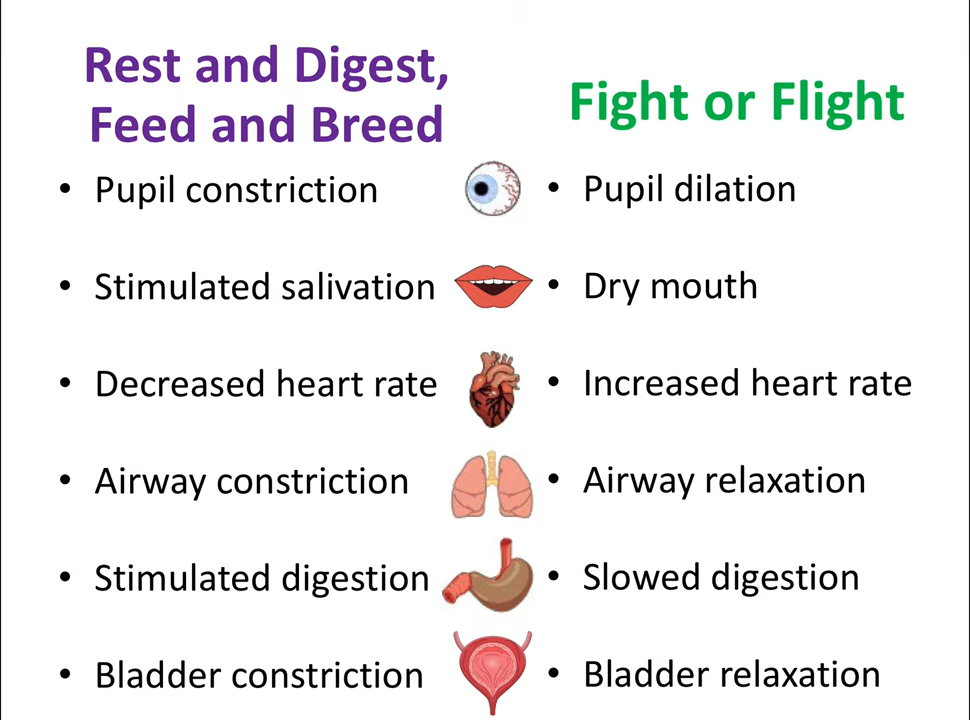 Rest and Digest,
Feed and Breed
Fight or Flight
• Pupil constriction
• Pupil dilation
• Stimulated salivation
• Dry mouth
• Decreased heart rate
• Increased heart rate
• Airway constriction
• Airway relaxation
• Stimulated digestion
• Slowed digestion
• Bladder constriction
• Bladder relaxation